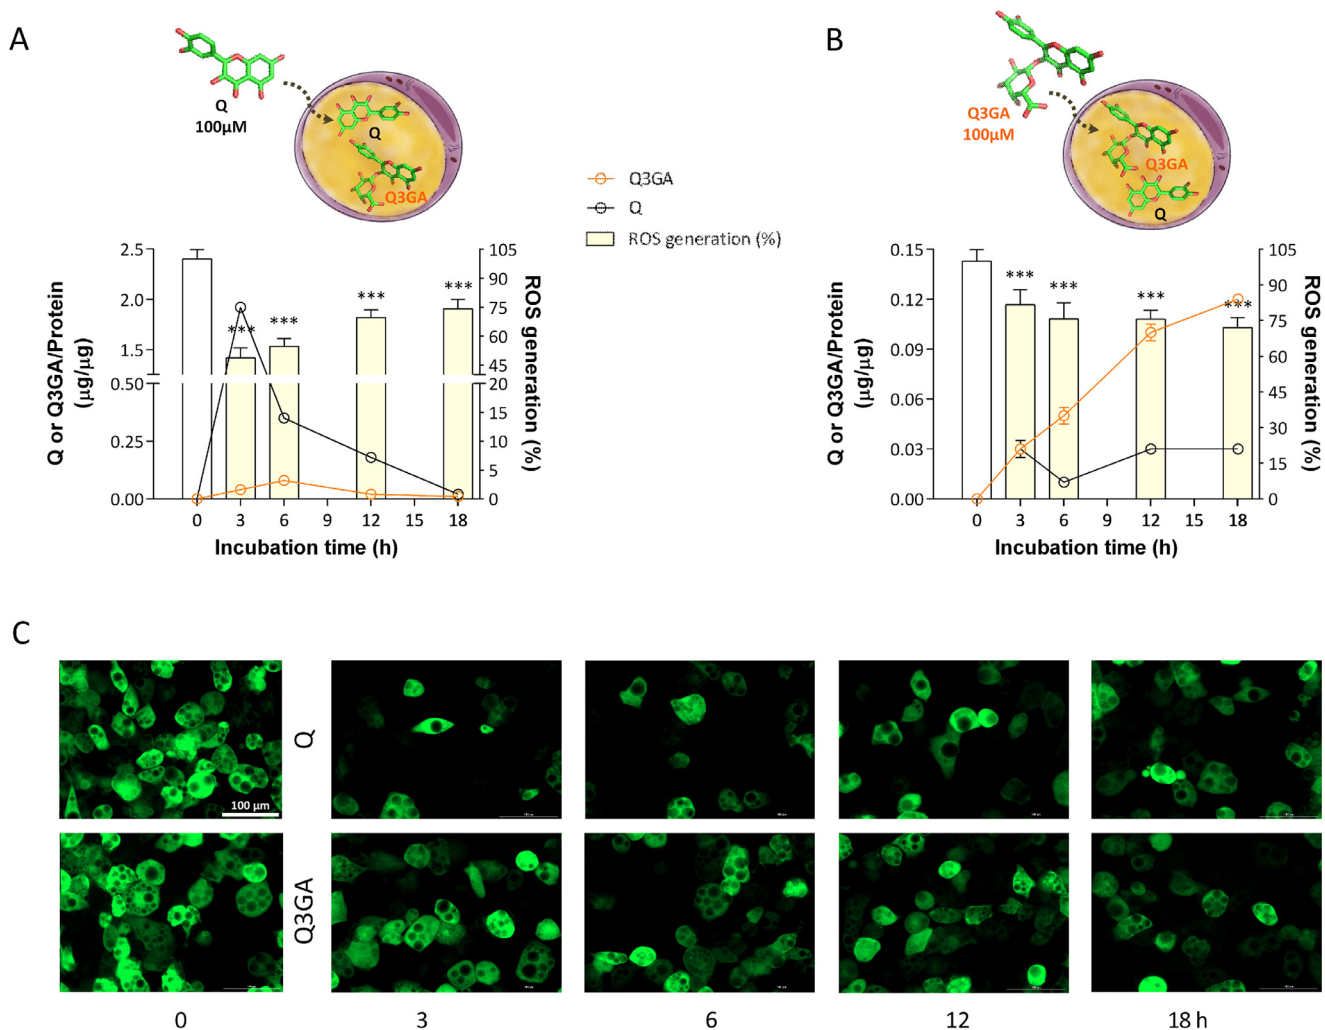 A
B
Q
100µM
Q
Q3GA
Q3GA
100µM
Q3GA
Q
Q3GA
Q
ROS generation (%)
Q or Q3GA/Protein
(µg/µg)
2.5
2.0
1.5
0.50
0.25
0.00
***
***
***
***
105
90
75
60
45
20
15
10
5
0
ROS generation (%)
0 3 6 9 12 15 18
Incubation time (h)
Q or Q3GA/Protein
(µg/µg)
0.15
0.12
0.09
0.06
0.03
0.00
***
***
***
***
105
90
75
60
45
30
15
0
ROS generation (%)
0 3 6 9 12 15 18
Incubation time (h)
C
100 µm
Q
Q3GA
0 3 6 12 18 h